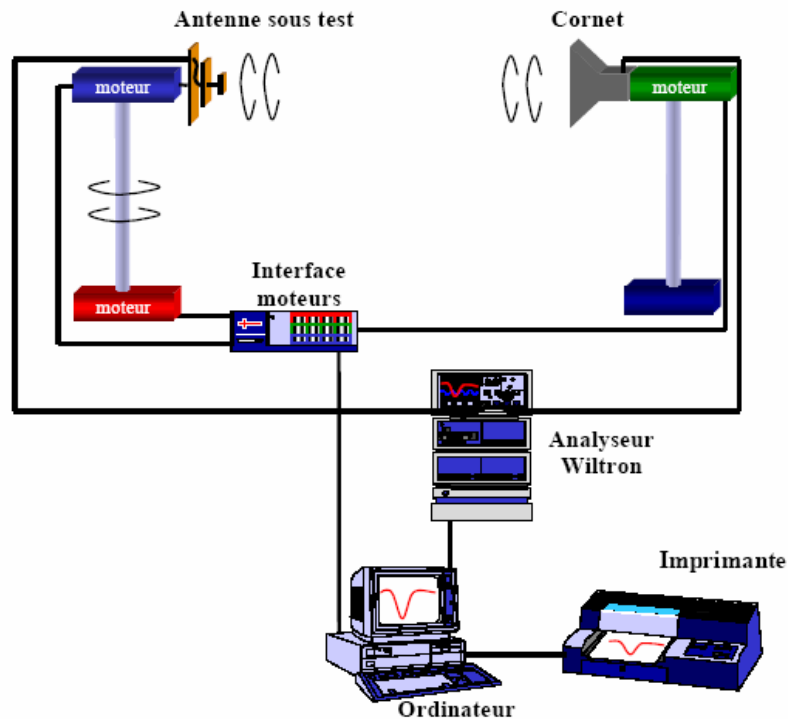 Antenne sous test
Cornet
moteur
moteur
moteur
Interface
moteurs
Analyseur
Wiltron
Imprimante
Ordinateur